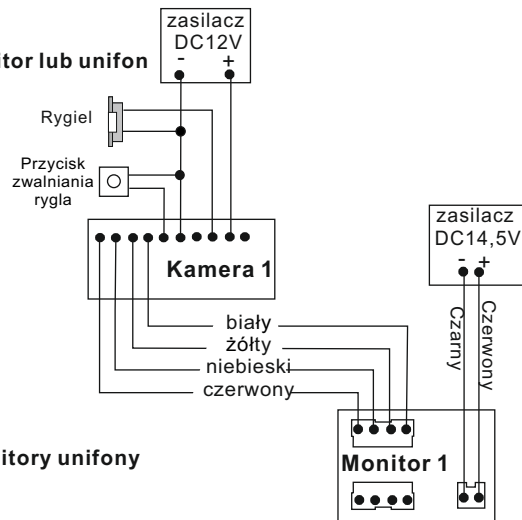 zasilacz
DC12V
- +
itor lub unifon
Rygiel
Przycisk
zwalniania
rygla
Kamera 1
zasilacz
DC14,5V
- +
Czarny
Czerwony
biały
żółty
niebieski
czerwony
Monitor 1
itory unifony